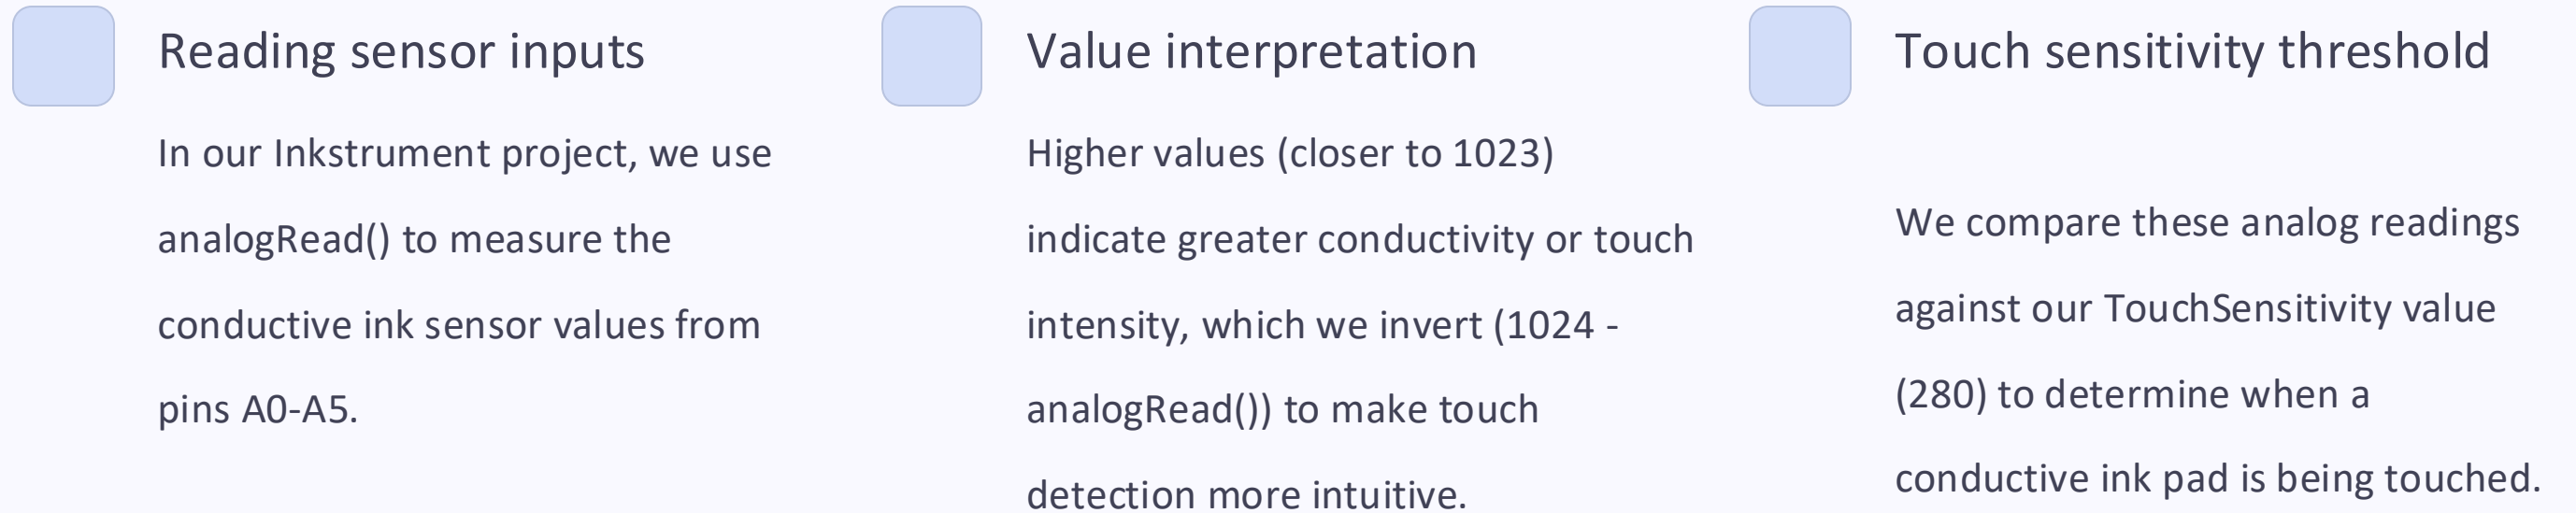 Reading sensor inputs
In our Inkstrument project, we use
analogRead() to measure the
conductive ink sensor values from
pins A0-A5.
Value interpretation
Higher values (closer to 1023)
indicate greater conductivity or touch
intensity, which we invert (1024 -
analogRead()) to make touch
detection more intuitive.
Touch sensitivity threshold
We compare these analog readings
against our TouchSensitivity value
(280) to determine when a
conductive ink pad is being touched.